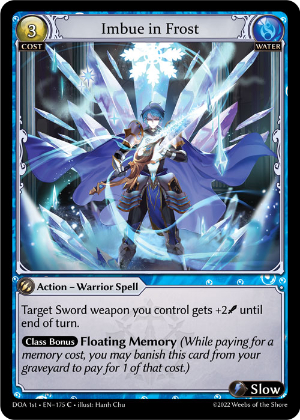 Imbue in Frost
3
COST
WATER
Action – Warrior Spell
Target Sword weapon you control gets +2 until
end of turn.
Class Bonus Floating Memory (While paying for
a memory cost, you may banish this card from your
graveyard to pay for 1 of that cost.)
Slow
DOA 1st • EN-175 C • illust: Hanh Chu
©2022 Weebs of the Shore